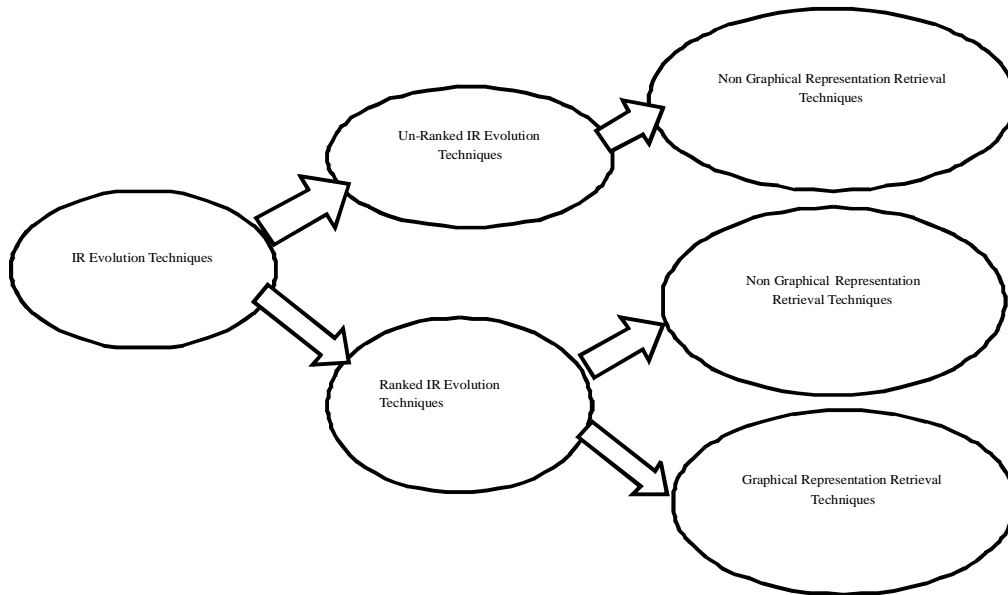 Non Graphical Representation Retrieval
Techniques
Un-Ranked IR Evolution
Techniques
IR Evolution Techniques
Non Graphical Representation
Retrieval Techniques
Ranked IR Evolution
Techniques
Graphical Representation Retrieval
Techniques